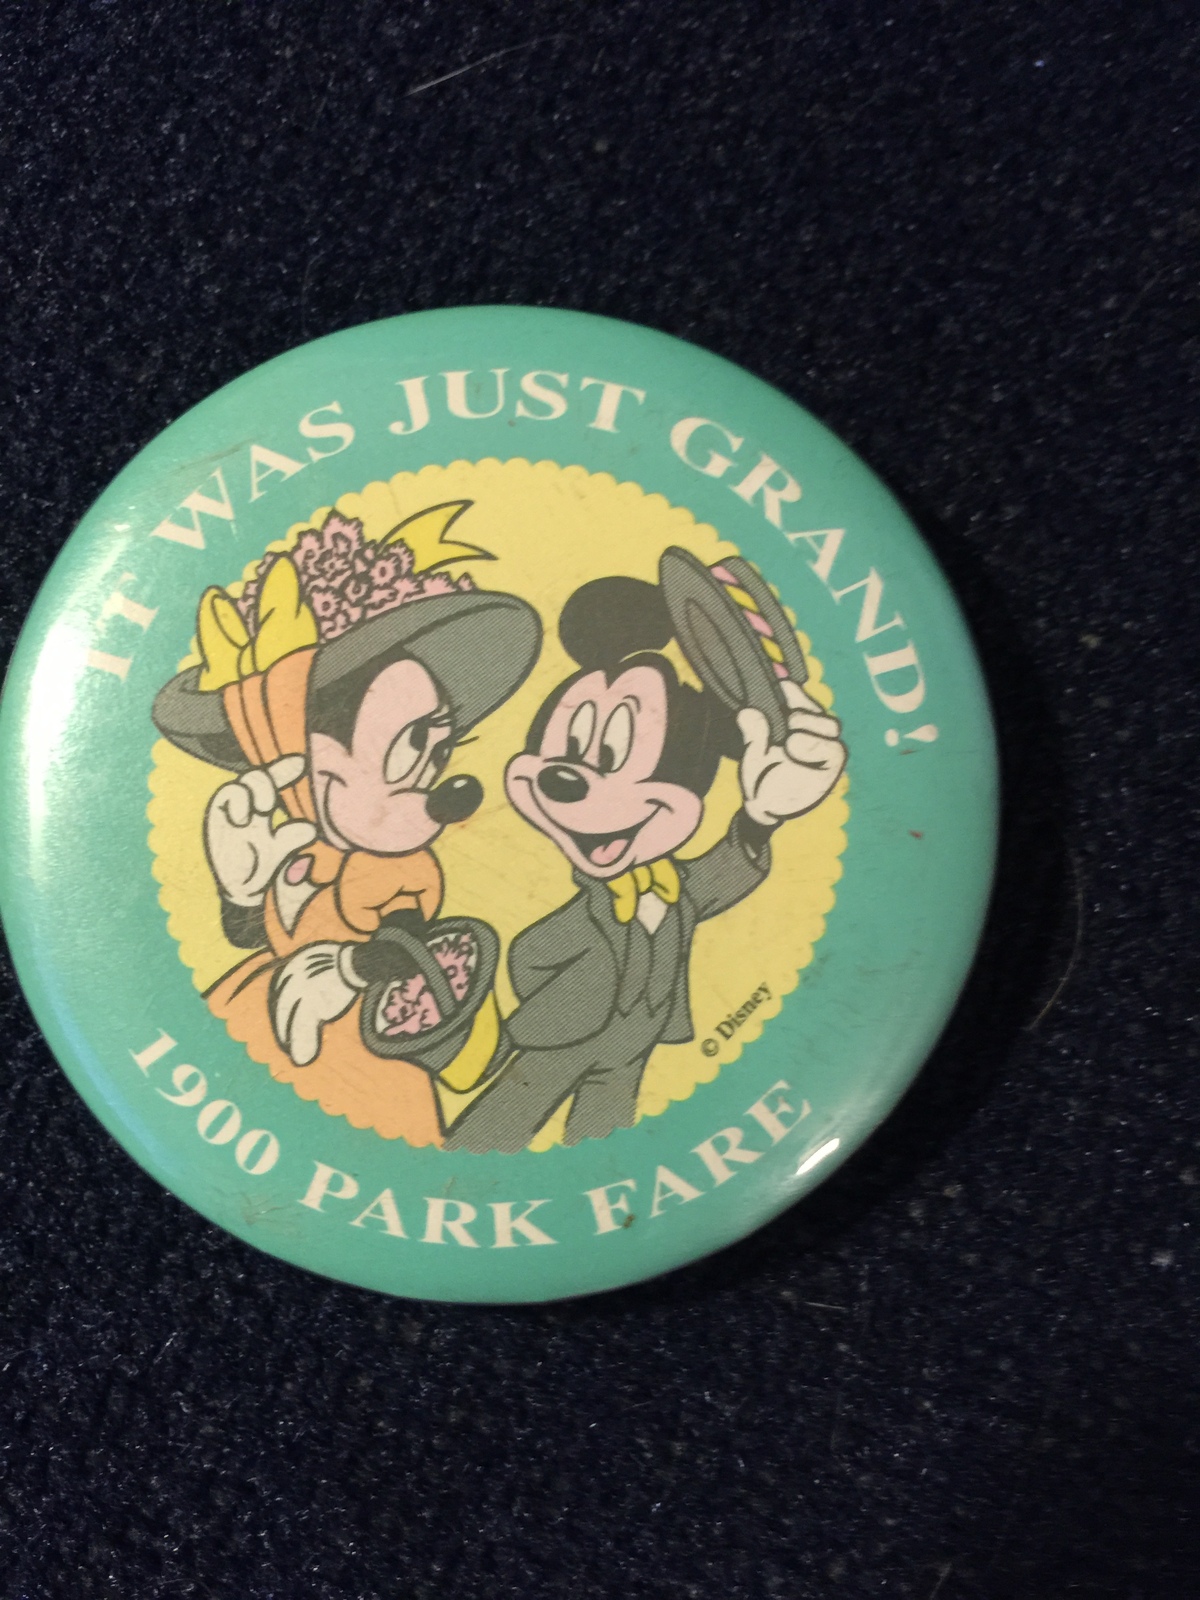 IT WAS JUST GRAND!
© Disney
1900 PARK FARE